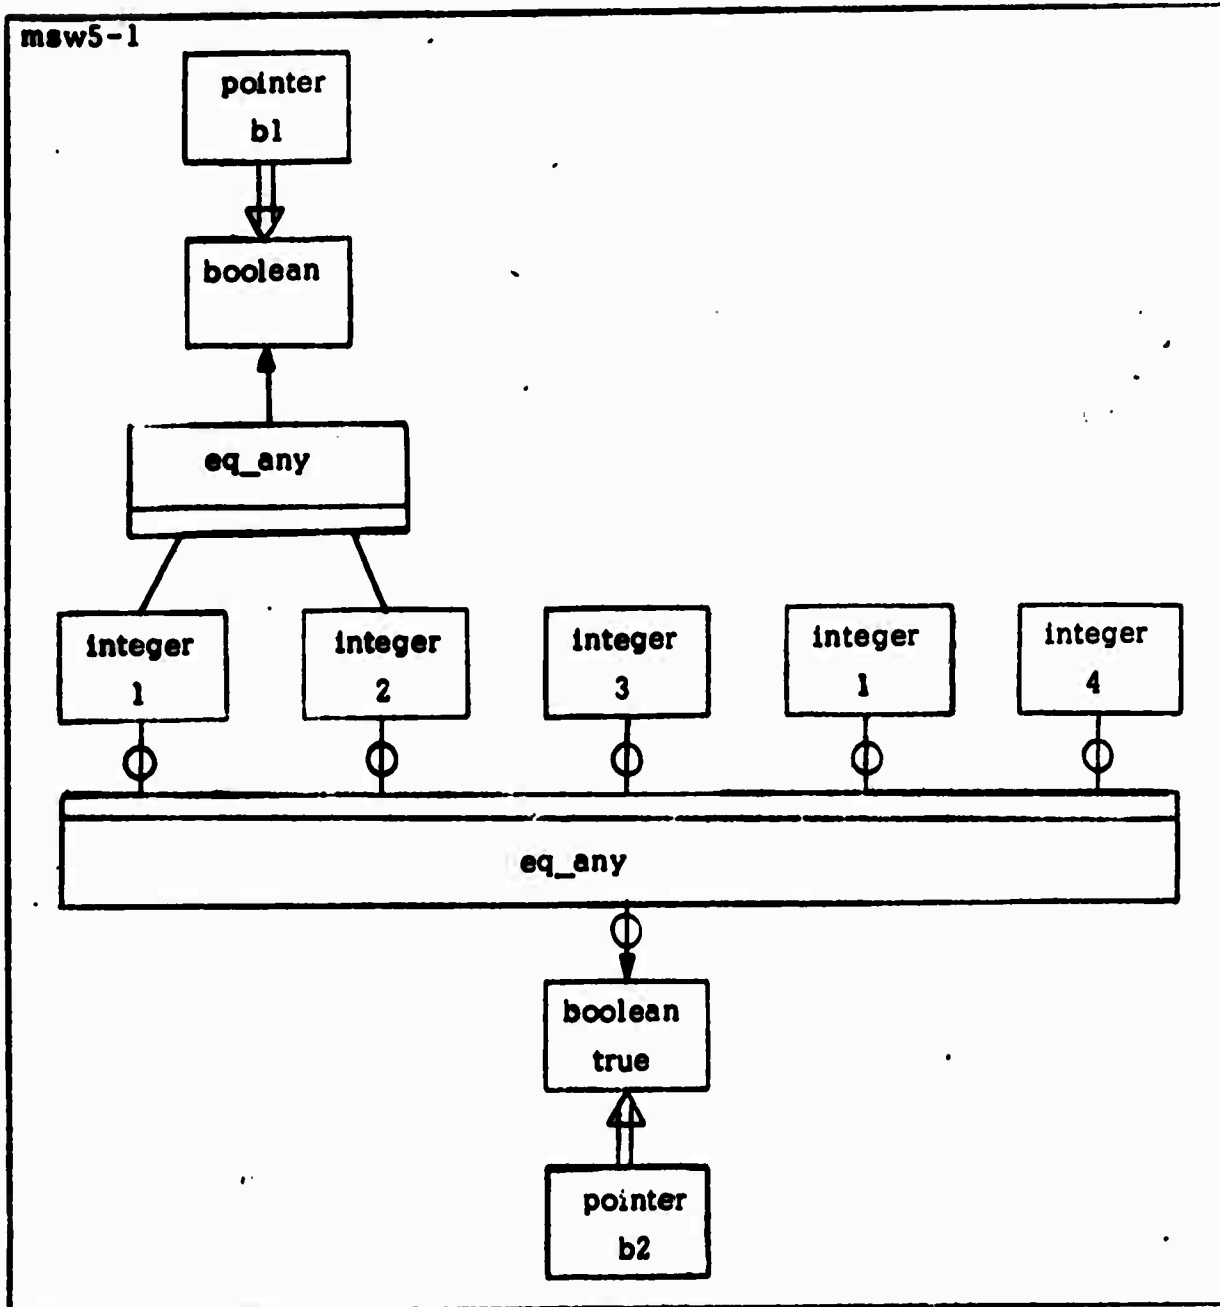 msw5-1
pointer
b1
boolean
eq_any
integer
1
integer
2
integer
3
integer
1
integer
4
eq_any
boolean
true
pointer
b2